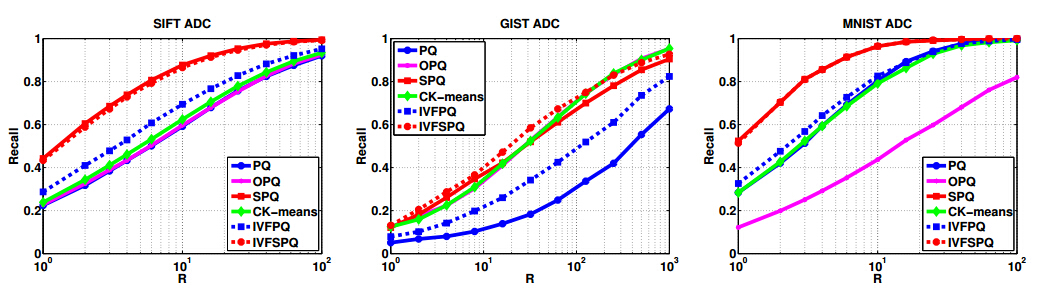 SIFT ADC
Recall
1
0.8
0.6
0.4
0.2
0
10^0
10^1
10^2
R
PQ
OPQ
SPQ
CK−means
IVFPQ
IVFSPQ
GIST ADC
Recall
1
0.8
0.6
0.4
0.2
0
10^0
10^1
10^2
10^3
R
PQ
OPQ
SPQ
CK−means
IVFPQ
IVFSPQ
MNIST ADC
Recall
1
0.8
0.6
0.4
0.2
0
10^0
10^1
10^2
R
PQ
OPQ
SPQ
CK−means
IVFPQ
IVFSPQ